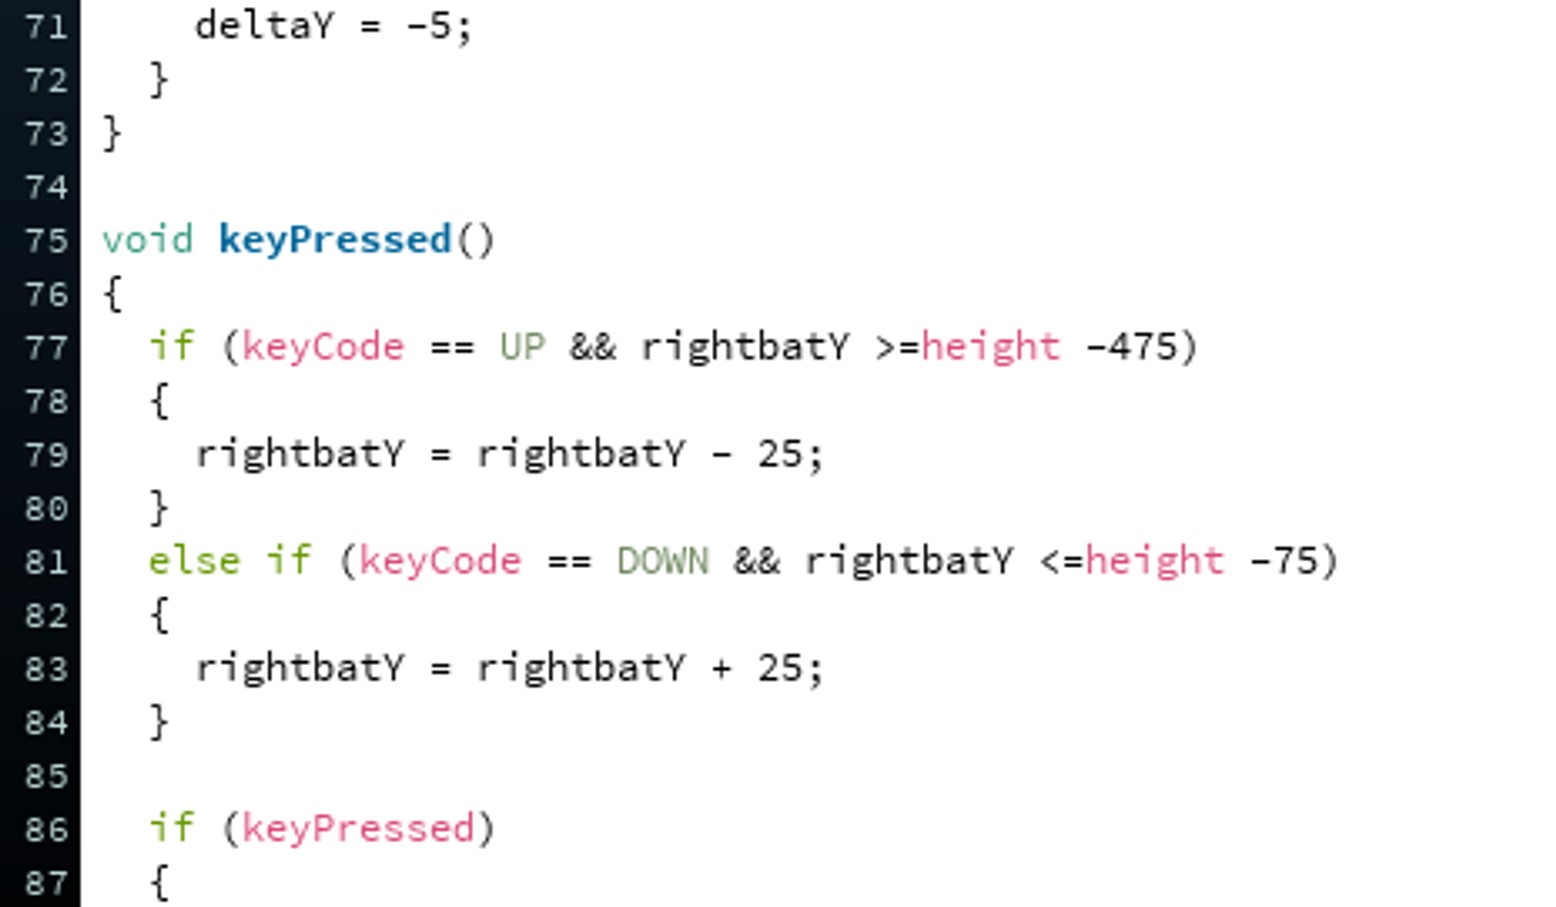 71     deltaY = -5;
72   }
73 }
74
75 void keyPressed()
76 {
77   if (keyCode == UP && rightbatY >=height -475)
78   {
79     rightbatY = rightbatY - 25;
80   }
81   else if (keyCode == DOWN && rightbatY <=height -75)
82   {
83     rightbatY = rightbatY + 25;
84   }
85
86   if (keyPressed)
87   {